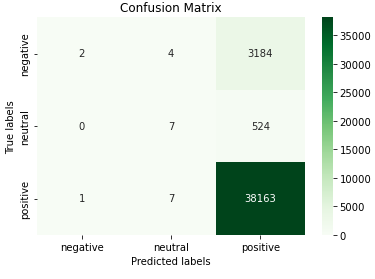 Confusion Matrix
True labels
negative 2 4 3184
neutral 0 7 524
positive 1 7 38163
negative neutral positive
Predicted labels
35000
30000
25000
20000
15000
10000
5000
0